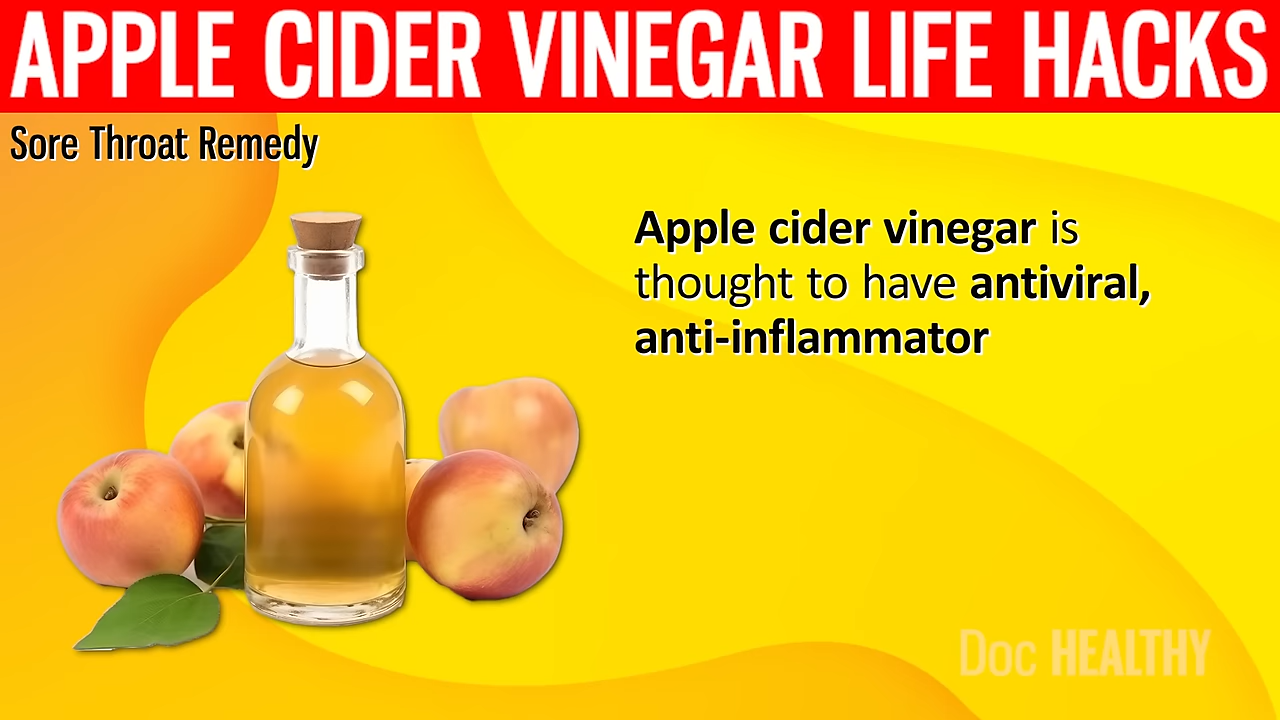 APPLE CIDER VINEGAR LIFE HACKS
Sore Throat Remedy
Apple cider vinegar is
thought to have antiviral,
anti-inflammator
Doc HEALTHY